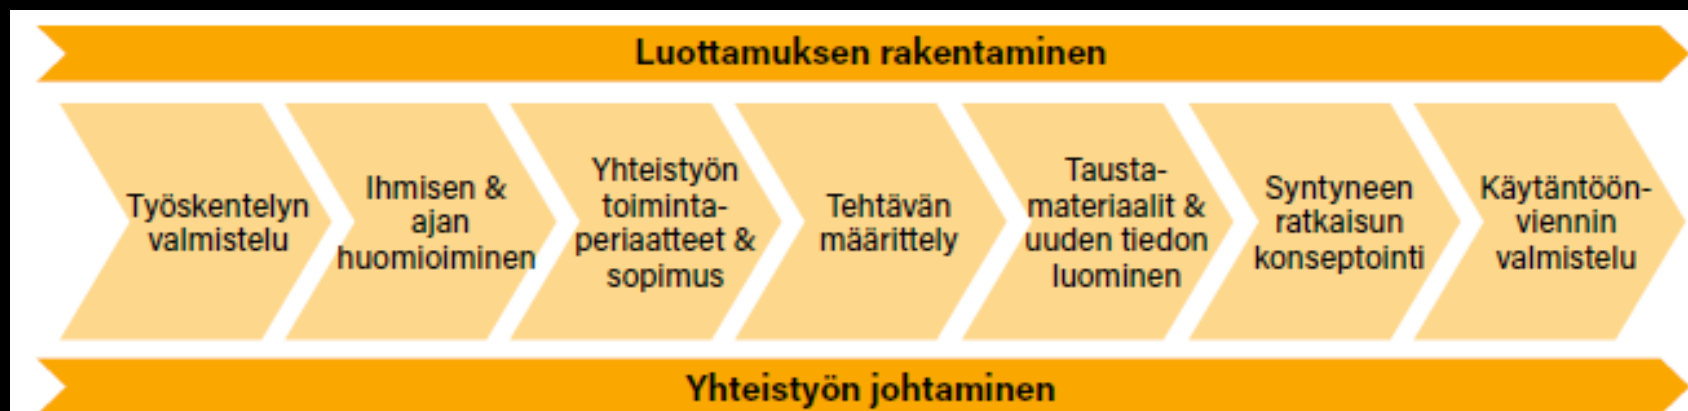 Luottamuksen rakentaminen
Työskentelyn
valmistelu
Ihmisen &
ajan
huomioiminen
Yhteistyön
toiminta-
periaatteet &
sopimus
Tehtävän
määrittely
Tausta-
materiaalit &
uuden tiedon
luominen
Syntyneen
ratkaisun
konseptointi
Käytäntöön-
viennin
valmistelu
Yhteistyön johtaminen